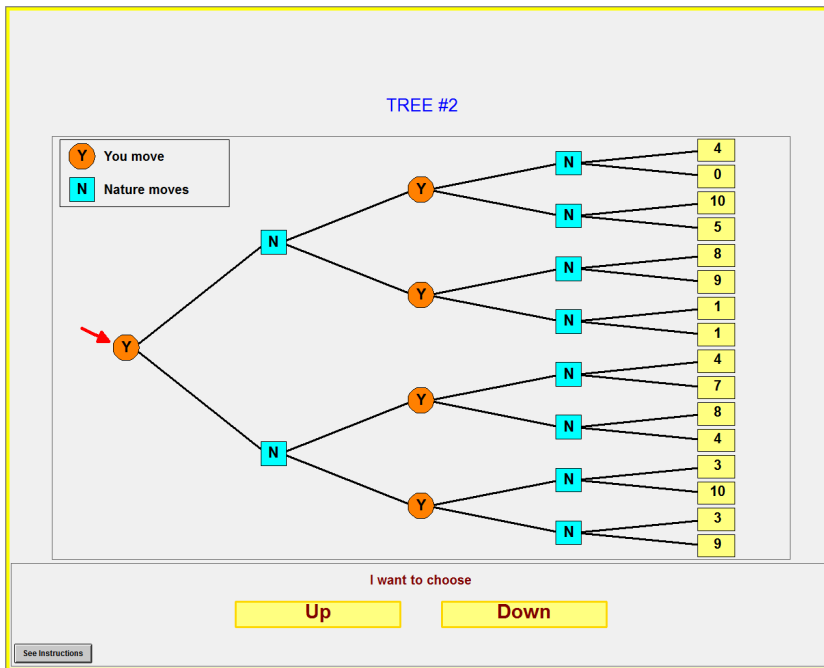 TREE #2
Y You move
N Nature moves
Y
N
N
Y
Y
Y
Y
N
N
N
N
N
N
N
N
4
0
10
5
8
9
1
1
4
7
8
4
3
10
3
9
I want to choose
Up Down
See Instructions